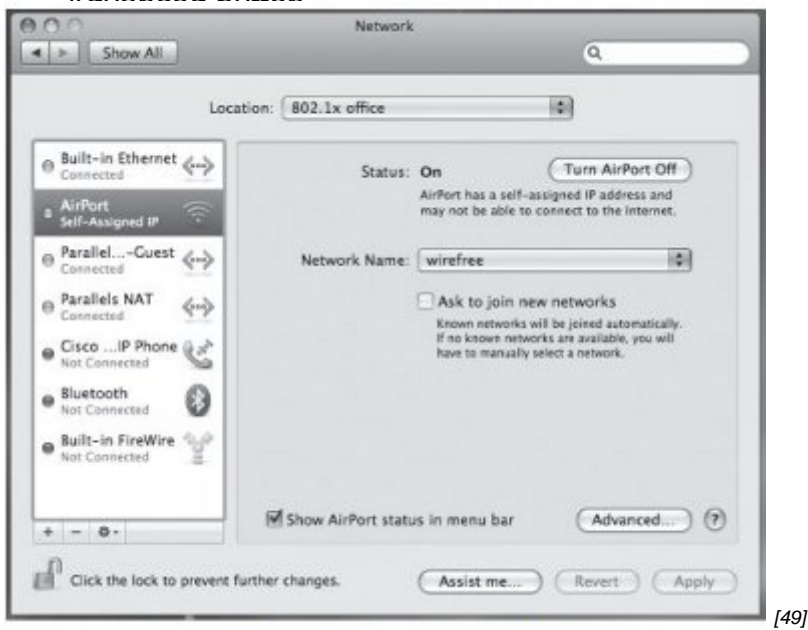 Network
Show All
Location: 802.1x office
Built-in Ethernet
Connected
AirPort
Self-Assigned IP
Parallel...-Guest
Connected
Parallels NAT
Connected
Cisco ...IP Phone
Not Connected
Bluetooth
Not Connected
Built-in FireWire
Not Connected
Status: On
Turn AirPort Off
AirPort has a self-assigned IP address and
may not be able to connect to the Internet.
Network Name: wirefree
Ask to join new networks
Known networks will be joined automatically.
If no known networks are available, you will
have to manually select a network.
Show AirPort status in menu bar
Advanced...
?
+ -
Click the lock to prevent further changes.
Assist me...
Revert
Apply
[49]